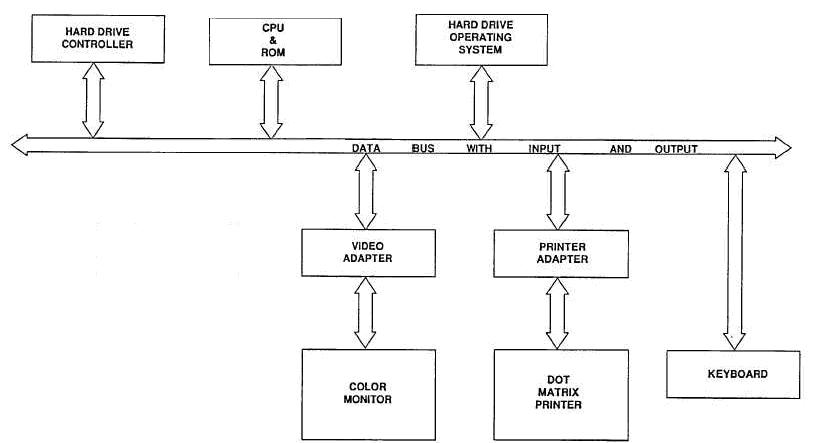 HARD DRIVE
CONTROLLER
CPU
&
ROM
HARD DRIVE
OPERATING
SYSTEM
DATA BUS WITH INPUT AND OUTPUT
VIDEO
ADAPTER
PRINTER
ADAPTER
COLOR
MONITOR
DOT
MATRIX
PRINTER
KEYBOARD